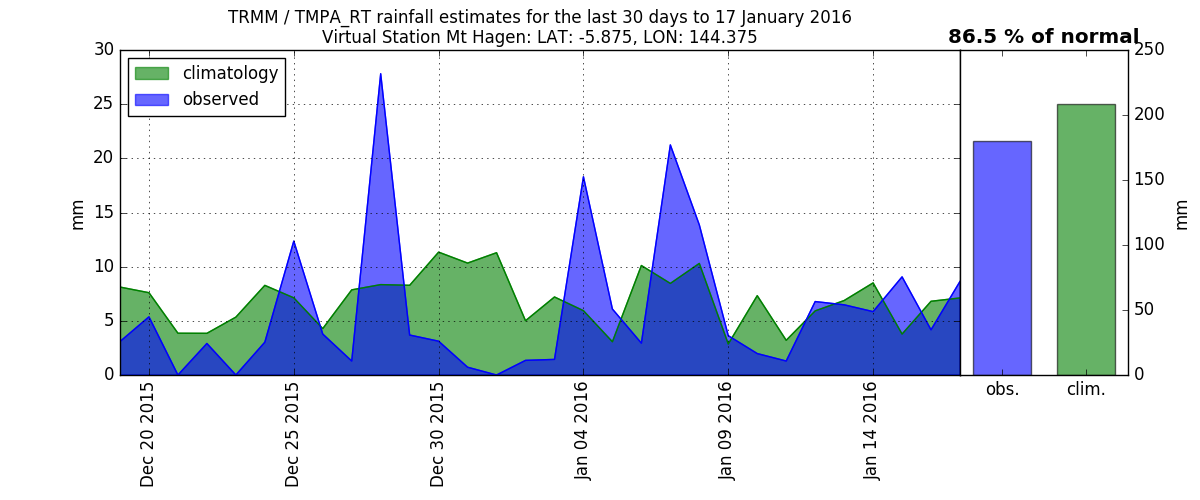 TRMM / TMPA_RT rainfall estimates for the last 30 days to 17 January 2016
Virtual Station Mt Hagen: LAT: -5.875, LON: 144.375
86.5 % of normal
climatology
observed
30
25
20
15
10
5
0
mm
Dec 20 2015
Dec 25 2015
Dec 30 2015
Jan 04 2016
Jan 09 2016
Jan 14 2016
obs.
clim.
250
200
150
100
50
0
mm